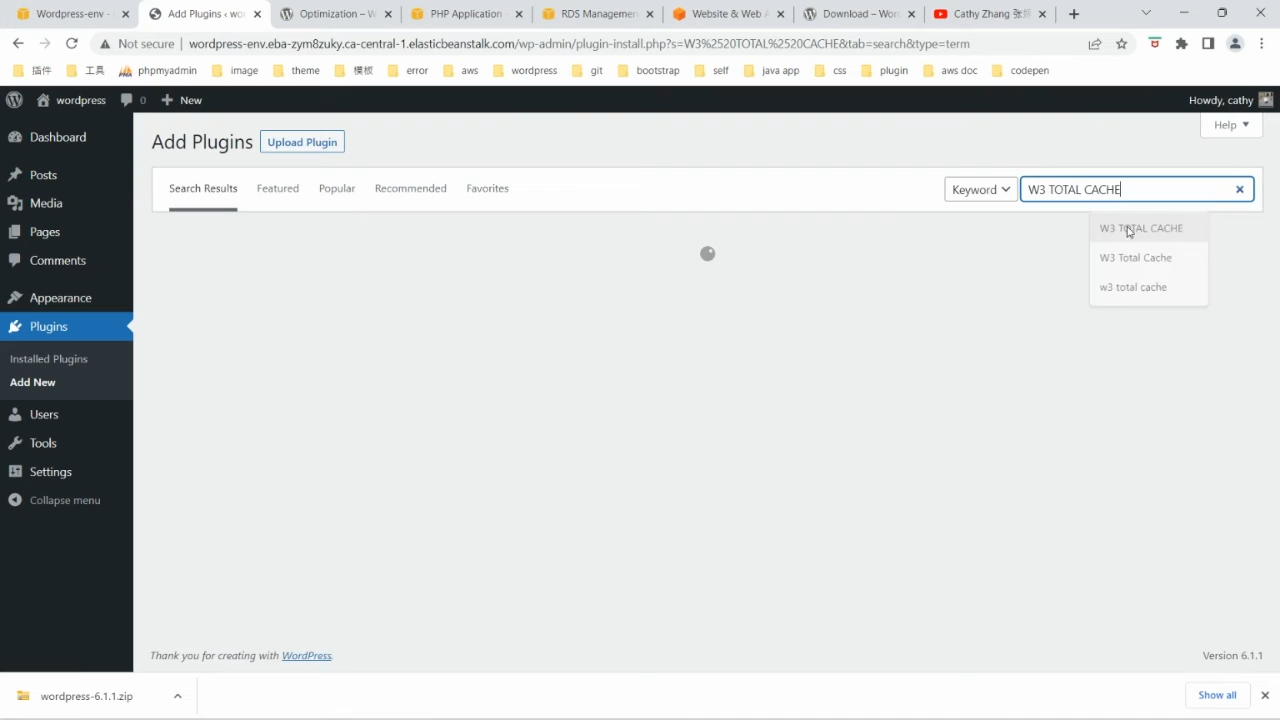 Wordpress-env -
Add Plugins ‹ wo
Optimization – W
PHP Application
RDS Managemen
Website & Web A
Download – Wor
Cathy Zhang 张
Not secure
wordpress-env.eba-zym8zuky.ca-central-1.elasticbeanstalk.com/wp-admin/plugin-install.php?s=W3%2520TOTAL%2520CACHE&tab=search&type=term
插件 工具 phpmyadmin image theme 模板 error aws wordpress git bootstrap self java app css plugin aws doc codepen
wordpress 0 New Howdy, cathy
Help
Add Plugins Upload Plugin
Search Results Featured Popular Recommended Favorites Keyword W3 TOTAL CACHE
W3 TOTAL CACHE
W3 Total Cache
w3 total cache
Dashboard
Posts
Media
Pages
Comments
Appearance
Plugins
Installed Plugins
Add New
Users
Tools
Settings
Collapse menu
Thank you for creating with WordPress. Version 6.1.1
wordpress-6.1.1.zip Show all